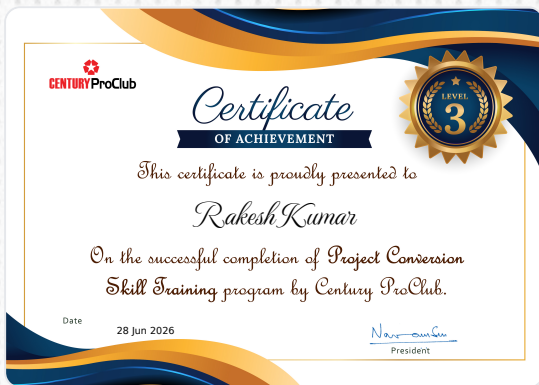 CENTURY ProClub
Certificate
OF ACHIEVEMENT
LEVEL
3
This certificate is proudly presented to
Rakesh Kumar
On the successful completion of Project Conversion
Skill Training program by Century ProClub.
Date
28 Jun 2026
President